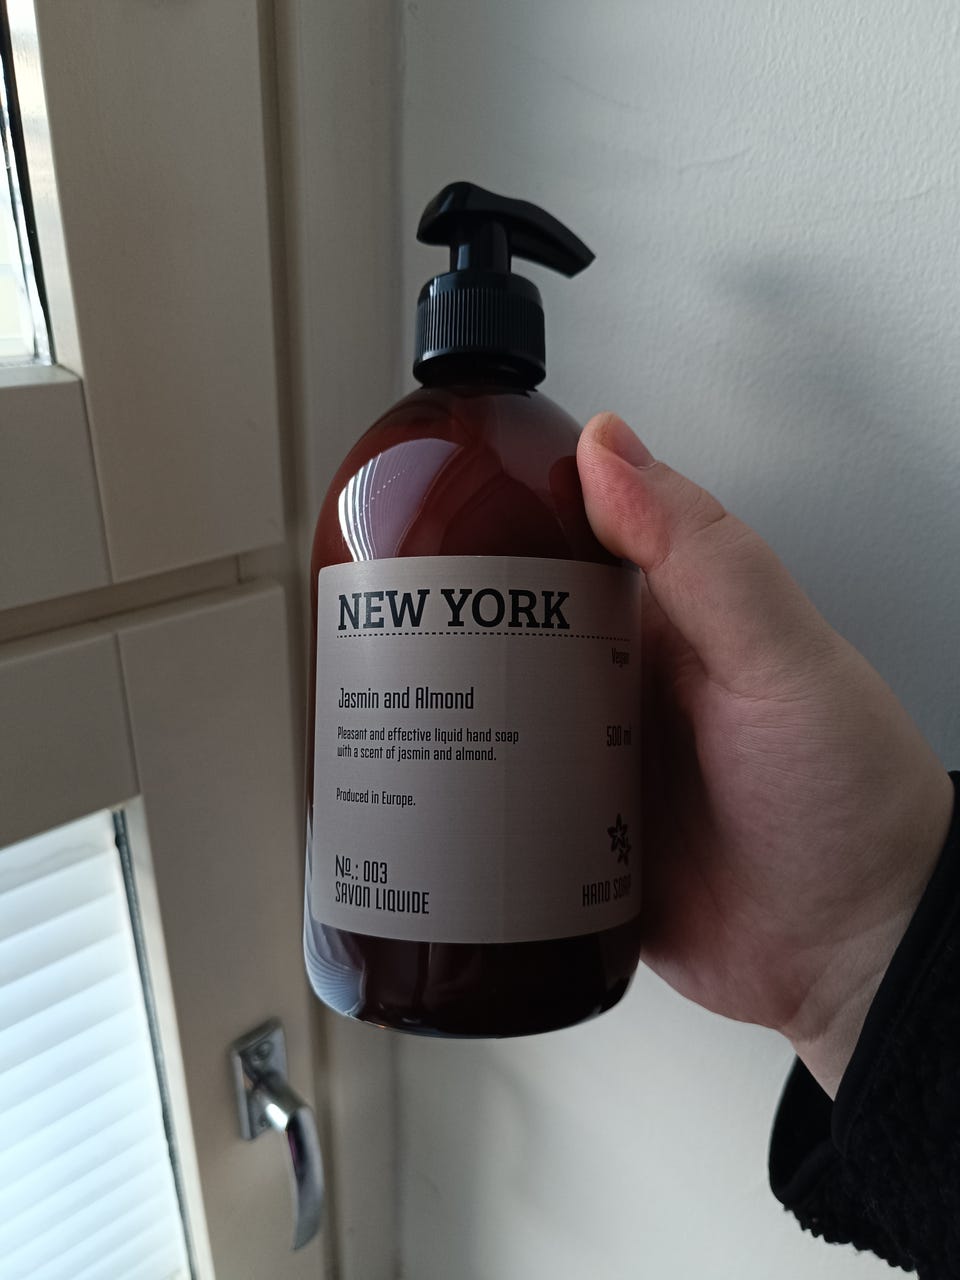 NEW YORK
Vegan
Jasmin and Almond
Pleasant and effective liquid hand soap
with a scent of jasmin and almond.
500 ml
Produced in Europe.
Nº.: 003
SAVON LIQUIDE
HAND SOAP